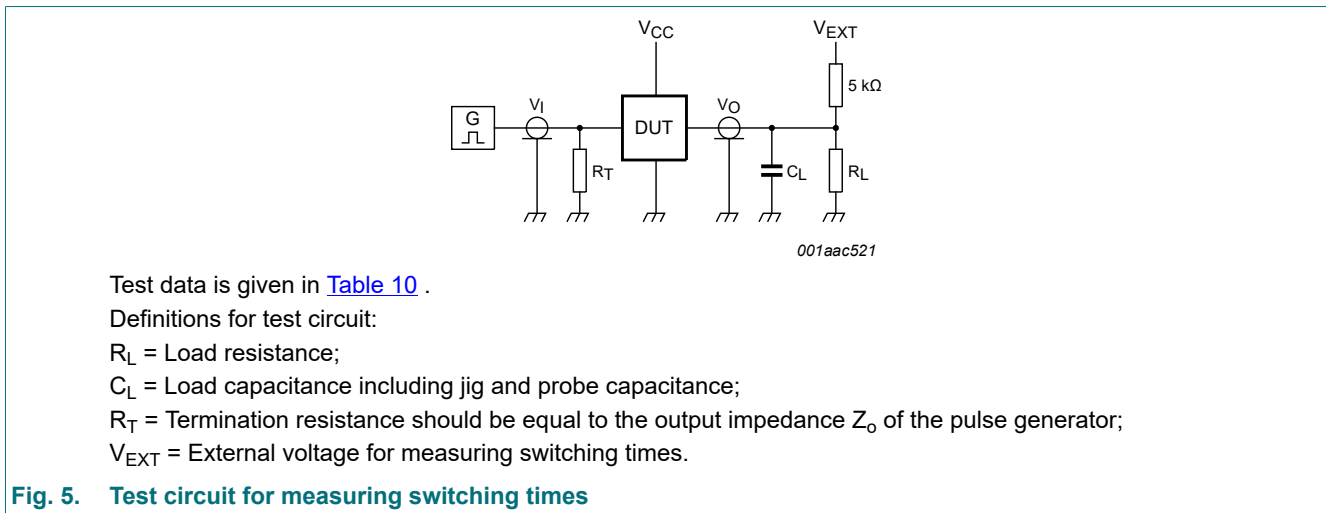 VCC
VEXT
5 kΩ
G
VI
DUT
VO
RT
CL
RL
001aac521
Test data is given in Table 10 .
Definitions for test circuit:
RL = Load resistance;
CL = Load capacitance including jig and probe capacitance;
RT = Termination resistance should be equal to the output impedance Zo of the pulse generator;
VEXT = External voltage for measuring switching times.
Fig. 5. Test circuit for measuring switching times